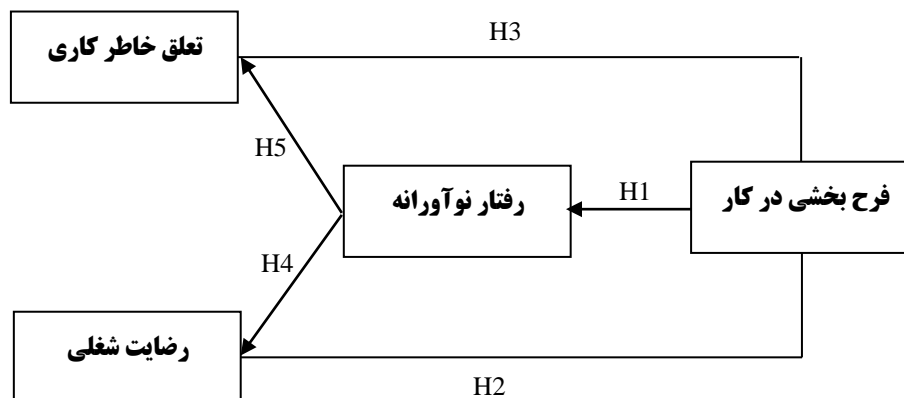 H3
تعلق خاطر کاری
H5
رفتار نوآورانه
H1
فرح بخشی در کار
H4
رضایت شغلی
H2